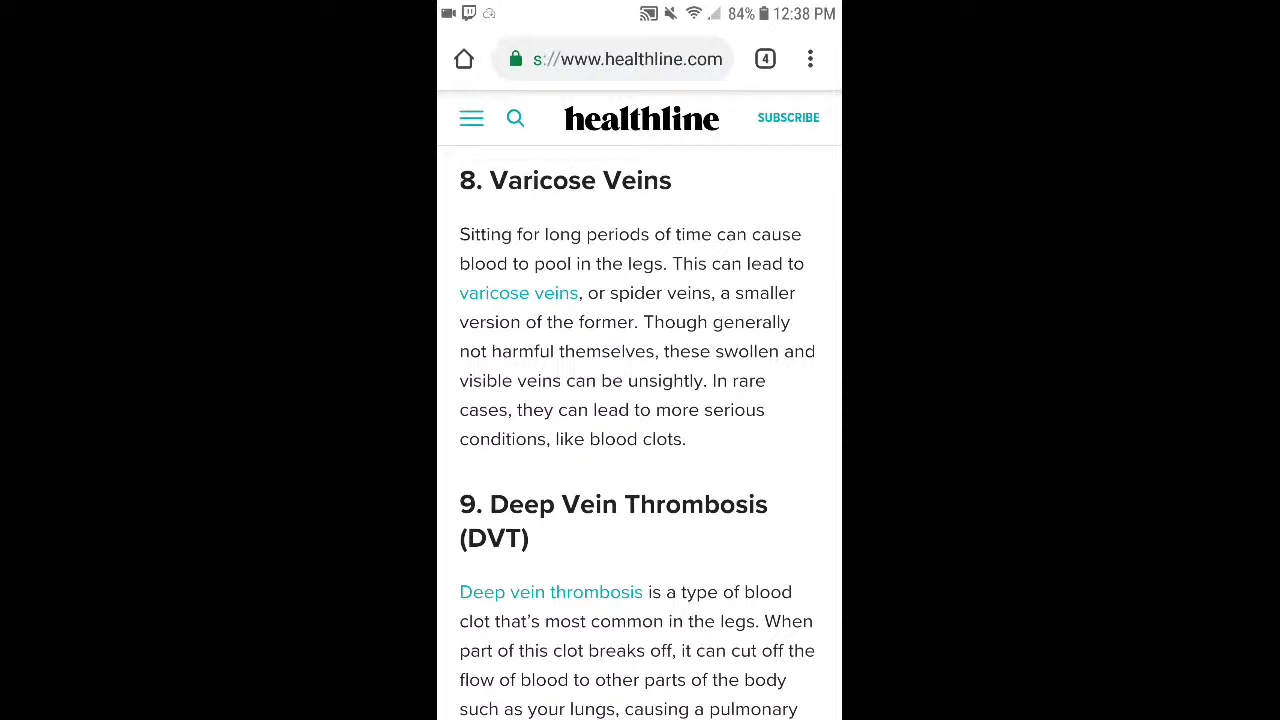 84% 12:38 PM
s://www.healthline.com 4
healthline SUBSCRIBE
8. Varicose Veins
Sitting for long periods of time can cause
blood to pool in the legs. This can lead to
varicose veins, or spider veins, a smaller
version of the former. Though generally
not harmful themselves, these swollen and
visible veins can be unsightly. In rare
cases, they can lead to more serious
conditions, like blood clots.
9. Deep Vein Thrombosis
(DVT)
Deep vein thrombosis is a type of blood
clot that’s most common in the legs. When
part of this clot breaks off, it can cut off the
flow of blood to other parts of the body
such as your lungs, causing a pulmonary